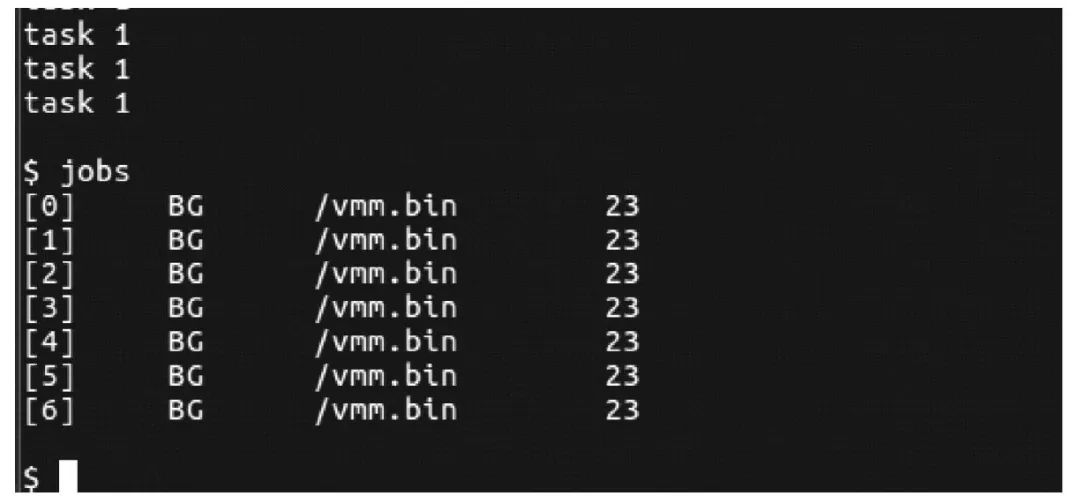 task 1
task 1
task 1
$ jobs
[0] BG /vmm.bin 23
[1] BG /vmm.bin 23
[2] BG /vmm.bin 23
[3] BG /vmm.bin 23
[4] BG /vmm.bin 23
[5] BG /vmm.bin 23
[6] BG /vmm.bin 23
$